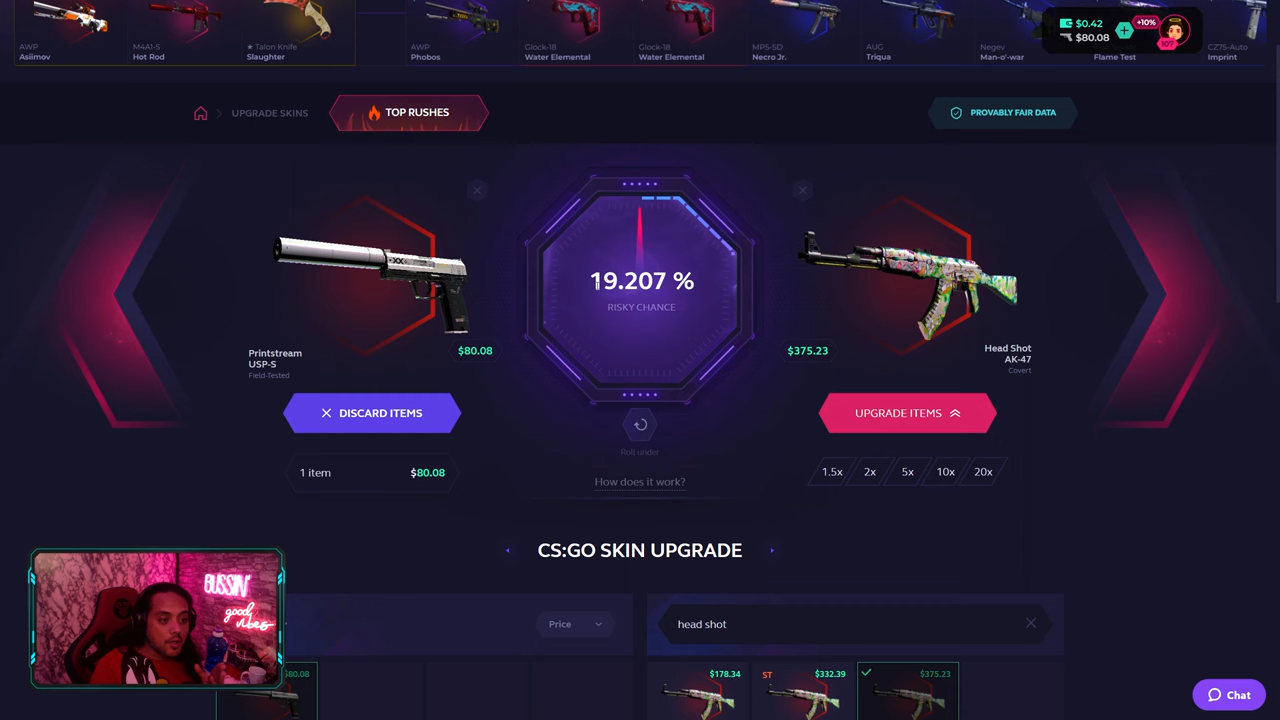 $0.42
+10%
$80.08
107
AWP
Asiimov
M4A1-S
Hot Rod
★ Talon Knife
Slaughter
AWP
Phobos
Glock-18
Water Elemental
Glock-18
Water Elemental
MP5-SD
Necro Jr.
AUG
Triqua
Negev
Man-o'-war
Flame Test
CZ75-Auto
Imprint
UPGRADE SKINS
TOP RUSHES
PROVABLY FAIR DATA
19.207 %
RISKY CHANCE
Printstream
USP-S
Field-Tested
$80.08
$375.23
Head Shot
AK-47
Covert
DISCARD ITEMS
UPGRADE ITEMS
Roll under
1 item
$80.08
How does it work?
1.5x
2x
5x
10x
20x
CS:GO SKIN UPGRADE
BUSSIN'
good
vibes
Price
head shot
$80.08
$178.34
ST
$332.39
$375.23
Chat